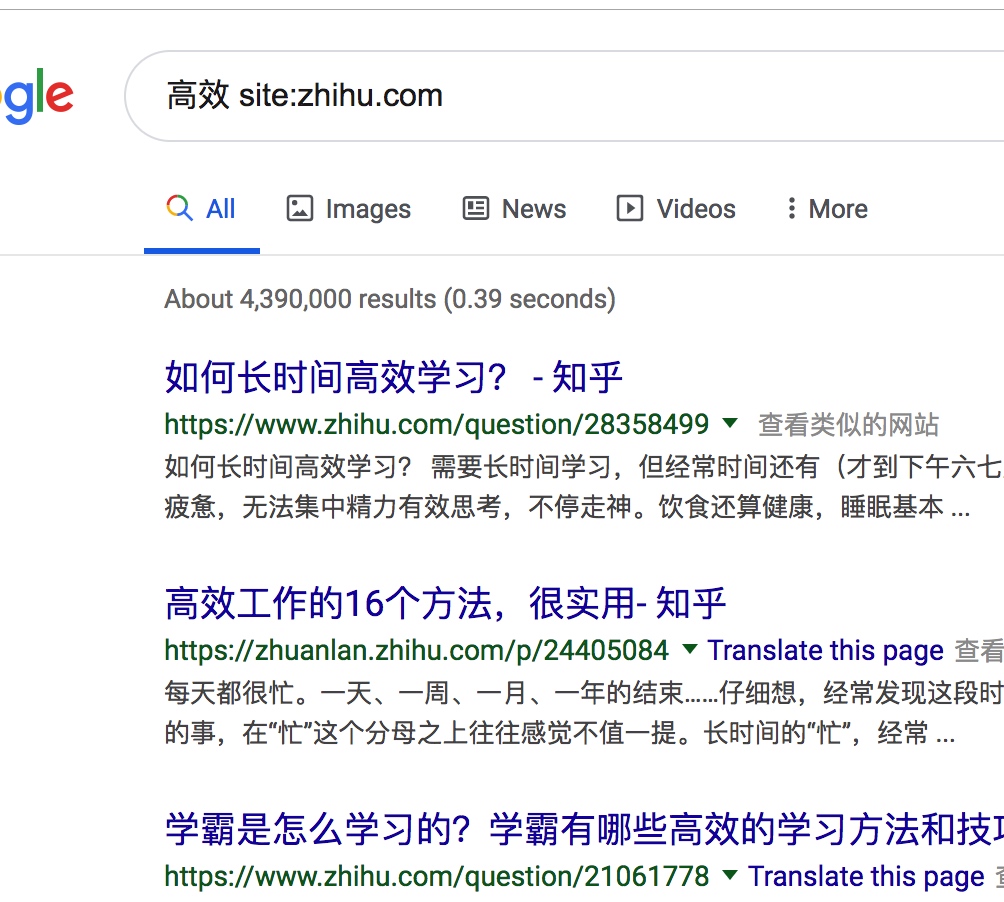 gle
高效 site:zhihu.com
All Images News Videos More
About 4,390,000 results (0.39 seconds)
如何长时间高效学习？ - 知乎
https://www.zhihu.com/question/28358499 查看类似的网站
如何长时间高效学习？ 需要长时间学习，但经常时间还有（才到下午六七
疲惫，无法集中精力有效思考，不停走神。饮食还算健康，睡眠基本 ...
高效工作的16个方法，很实用- 知乎
https://zhuanlan.zhihu.com/p/24405084 Translate this page 查看
每天都很忙。一天、一周、一月、一年的结束……仔细想，经常发现这段时
的事，在“忙”这个分母之上往往感觉不值一提。长时间的“忙”，经常 ...
学霸是怎么学习的？学霸有哪些高效的学习方法和技巧
https://www.zhihu.com/question/21061778 Translate this page